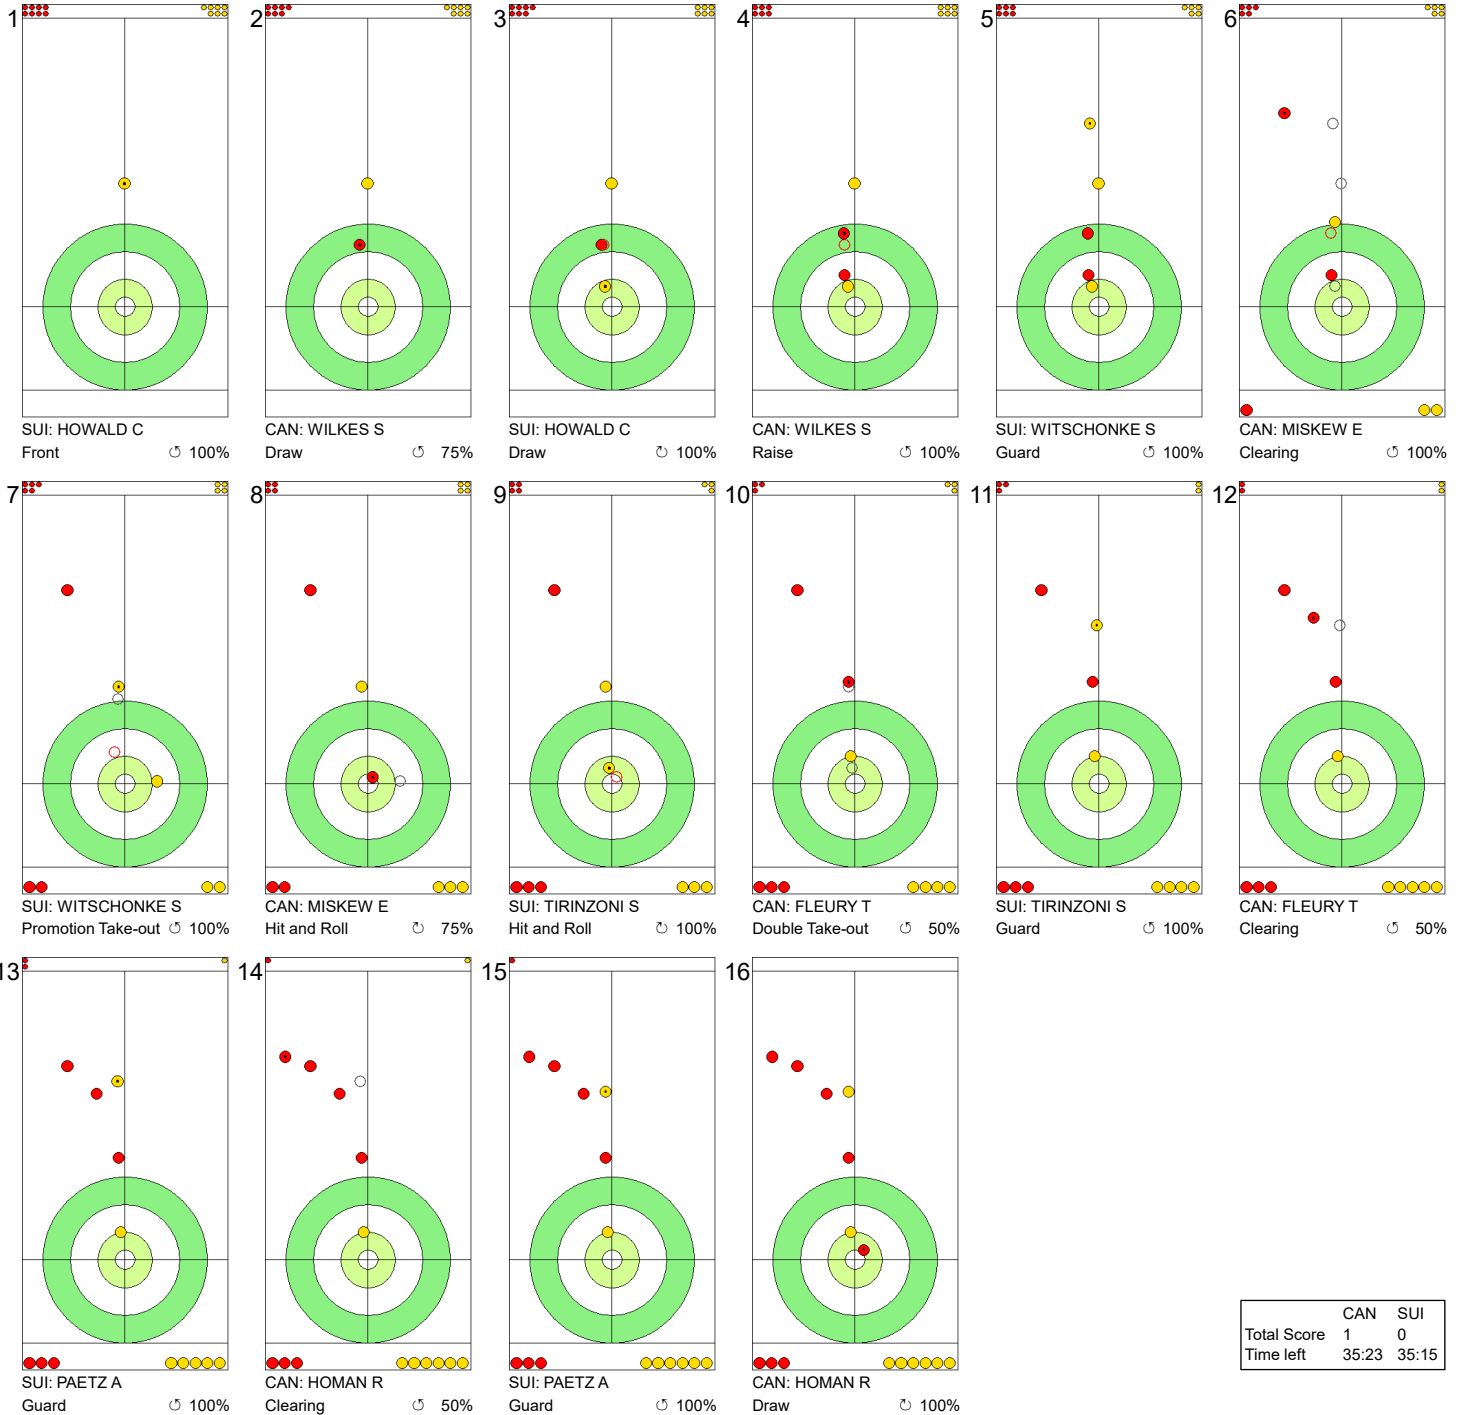 1 2 3 4 5 6
SUI: HOWALD C CAN: WILKES S SUI: HOWALD C CAN: WILKES S SUI: WITSCHONKE S CAN: MISKEW E
Front ↺ 100% Draw ↺ 75% Draw ↻ 100% Raise ↺ 100% Guard ↺ 100% Clearing ↺ 100%
7 8 9 10 11 12
SUI: WITSCHONKE S CAN: MISKEW E SUI: TIRINZONI S CAN: FLEURY T SUI: TIRINZONI S CAN: FLEURY T
Promotion Take-out ↺ 100% Hit and Roll ↻ 75% Hit and Roll ↻ 100% Double Take-out ↺ 50% Guard ↺ 100% Clearing ↺ 50%
13 14 15 16
CAN SUI
Total Score 1 0
Time left 35:23 35:15
SUI: PAETZ A CAN: HOMAN R SUI: PAETZ A CAN: HOMAN R
Guard ↺ 100% Clearing ↺ 50% Guard ↺ 100% Draw ↻ 100%